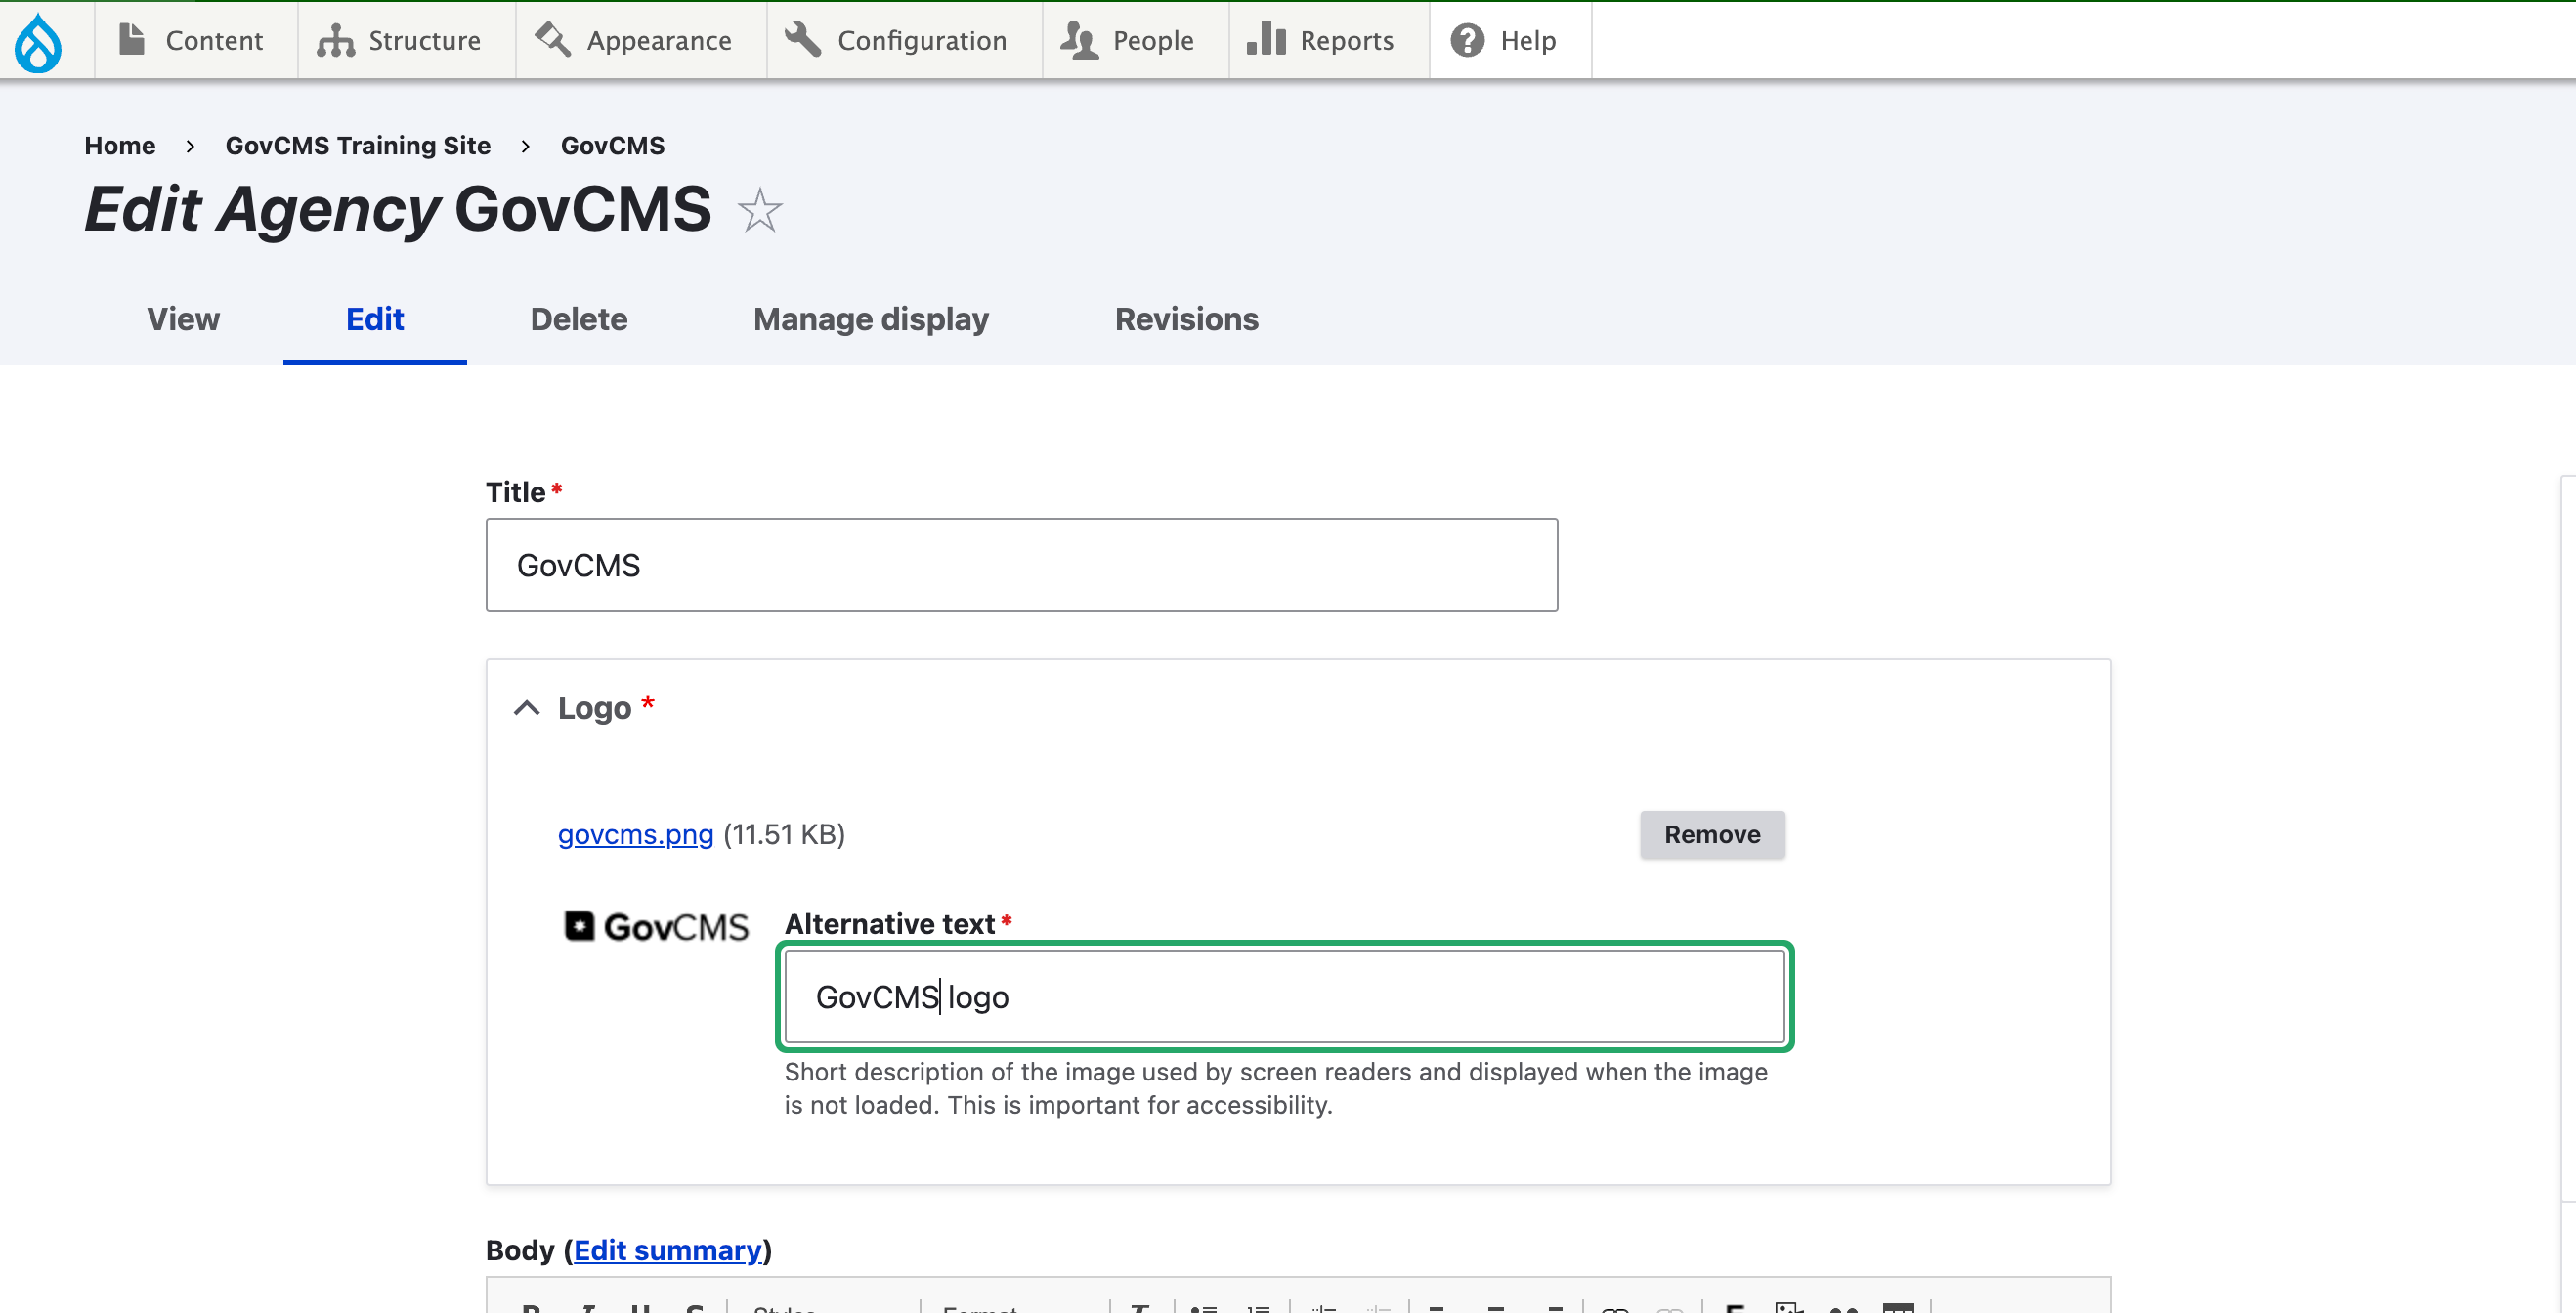 Content Structure Appearance Configuration People Reports Help
Home › GovCMS Training Site › GovCMS
Edit Agency GovCMS
View Edit Delete Manage display Revisions
Title*
GovCMS
Logo *
govcms.png (11.51 KB)
Remove
GovCMS
Alternative text*
GovCMS logo
Short description of the image used by screen readers and displayed when the image
is not loaded. This is important for accessibility.
Body (Edit summary)